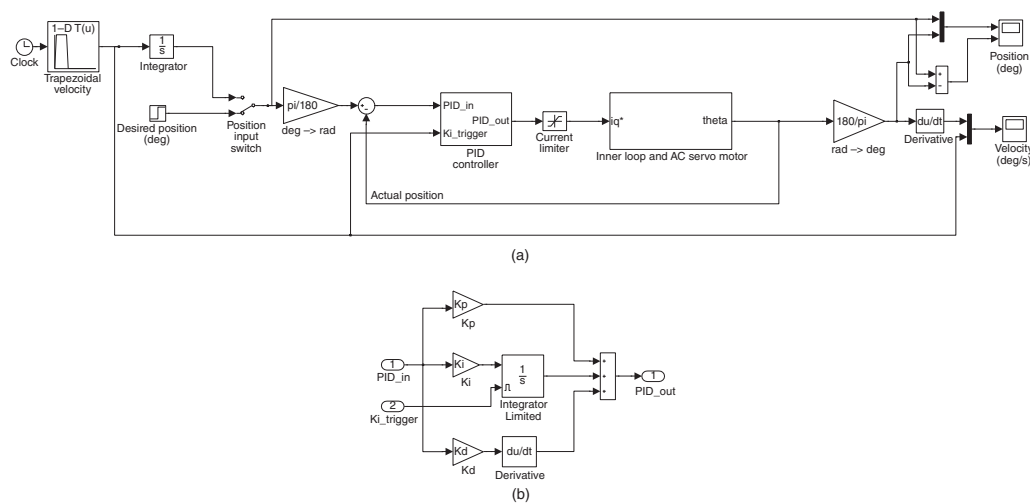 1–D T(u)
Clock
Trapezoidal
velocity
1
s
Integrator
Desired position
(deg)
Position
input
switch
pi/180
deg –> rad
+
–
PID_in
PID_out
Ki_trigger
PID
controller
Current
limiter
iq*
theta
Inner loop and AC servo motor
180/pi
rad –> deg
+
–
du/dt
Derivative
Position
(deg)
Velocity
(deg/s)
Actual position
(a)
Kp
Kp
1
PID_in
Ki
Ki
1
s
Integrator
Limited
2
Ki_trigger
Kd
Kd
du/dt
Derivative
+
+
1
PID_out
(b)